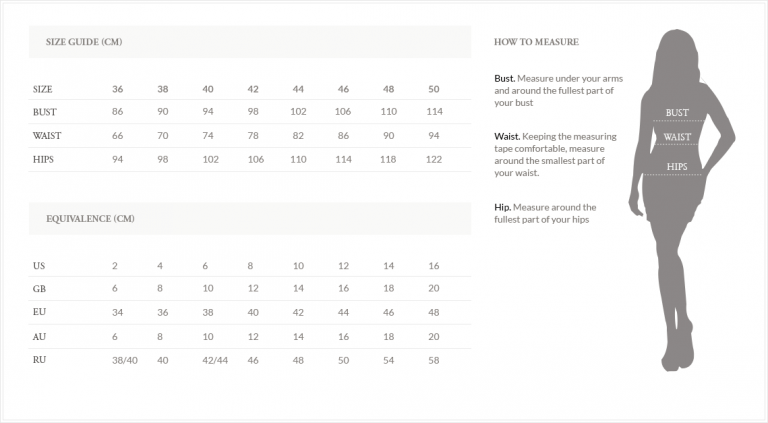 SIZE GUIDE (CM)
SIZE 36 38 40 42 44 46 48 50
BUST 86 90 94 98 102 106 110 114
WAIST 66 70 74 78 82 86 90 94
HIPS 94 98 102 106 110 114 118 122
EQUIVALENCE (CM)
US 2 4 6 8 10 12 14 16
GB 6 8 10 12 14 16 18 20
EU 34 36 38 40 42 44 46 48
AU 6 8 10 12 14 16 18 20
RU 38/40 40 42/44 46 48 50 54 58
HOW TO MEASURE
Bust. Measure under your arms
and around the fullest part of
your bust
Waist. Keeping the measuring
tape comfortable, measure
around the smallest part of
your waist.
Hip. Measure around the
fullest part of your hips
BUST
WAIST
HIPS